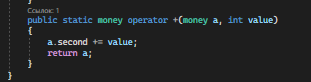 }
Ссылок: 1
public static money operator +(money a, int value)
{
a.second += value;
return a;
}
}